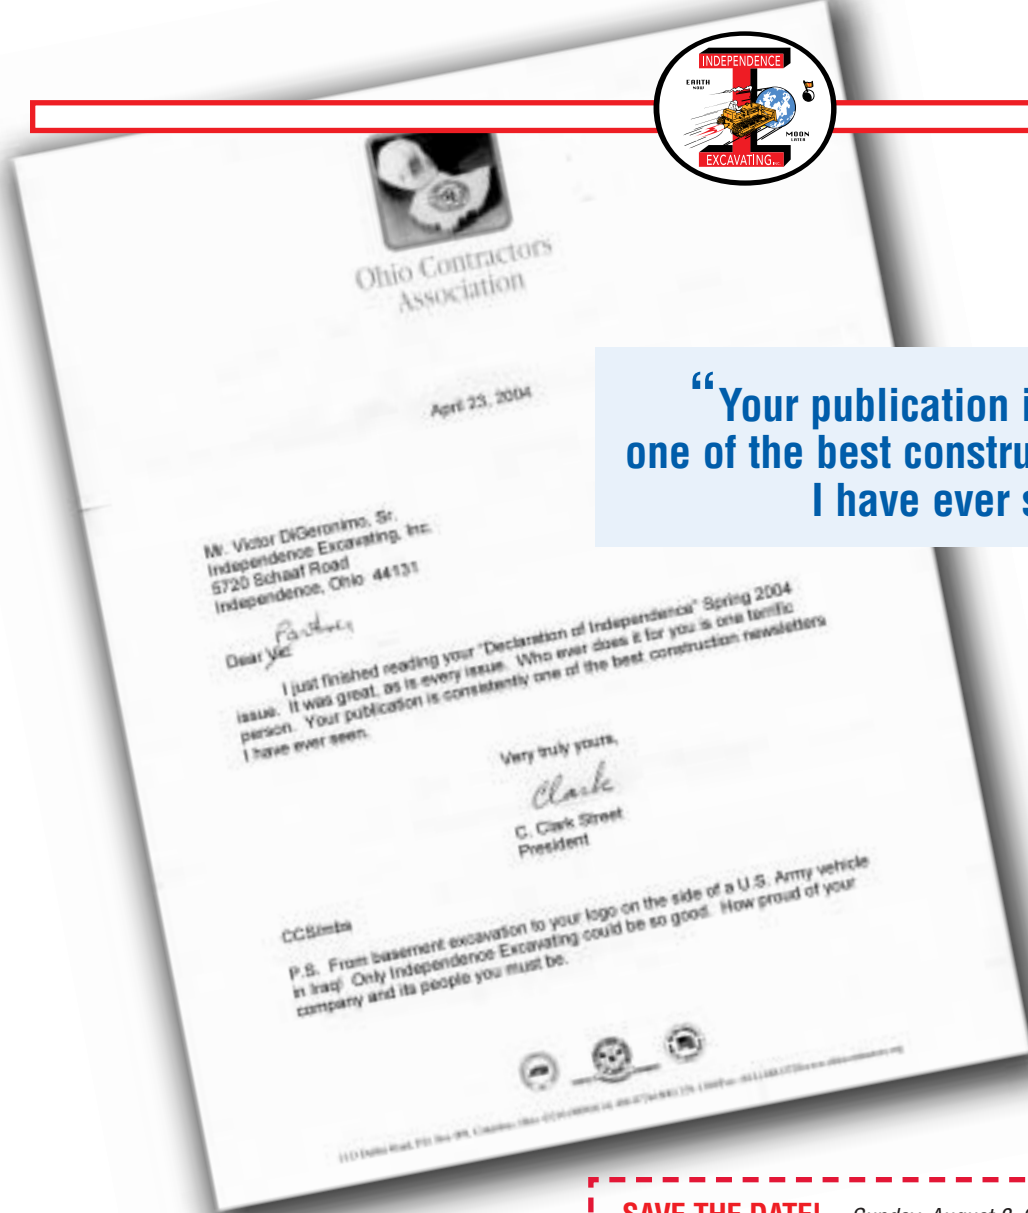 INDEPENDENCE
EARTH
NOW
MOON
LATER
EXCAVATING INC.
Ohio Contractors
Association
April 23, 2004
“Your publication i
one of the best constru
I have ever s
Mr. Victor DiGeronimo, Sr.
Independence Excavating, Inc.
5720 Schaaf Road
Independence, Ohio 44131
Dear Vic
I just finished reading your "Declaration of Independence" Spring 2004
issue. It was great, as is every issue. Who ever does it for you is one terrific
person. Your publication is consistently one of the best construction newsletters
I have ever seen.
Very truly yours,
Clark
C. Clark Street
President
CCS/mba
P.S. From basement excavation to your logo on the side of a U.S. Army vehicle
in Iraq! Only Independence Excavating could be so good. How proud of your
company and its people you must be.
SAVE THE DATE! Sunday, August 8,